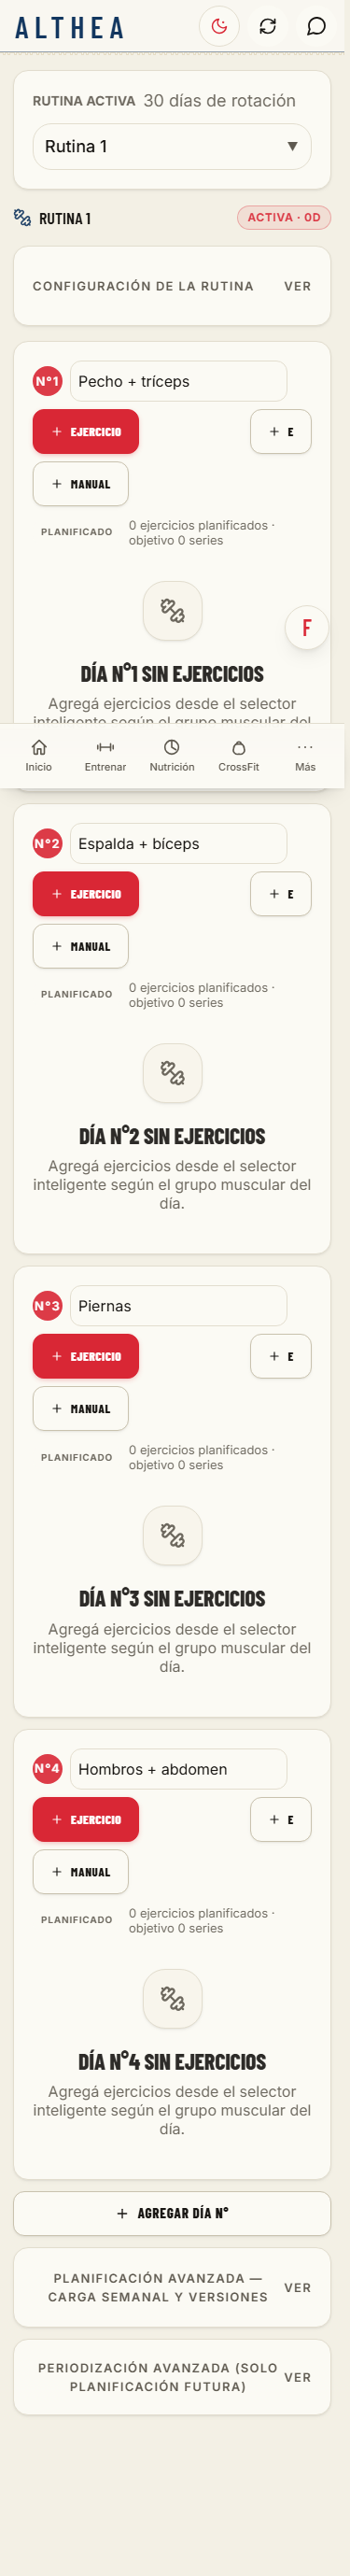 ALTHEA
RUTINA ACTIVA 30 días de rotación
Rutina 1
RUTINA 1
ACTIVA · 0D
CONFIGURACIÓN DE LA RUTINA
VER
N°1
Pecho + tríceps
+ EJERCICIO
+ E
+ MANUAL
PLANIFICADO
0 ejercicios planificados ·
objetivo 0 series
F
DÍA N°1 SIN EJERCICIOS
Agregá ejercicios desde el selector
inteligente según el grupo muscular del
Inicio
Entrenar
Nutrición
CrossFit
Más
N°2
Espalda + bíceps
+ EJERCICIO
+ E
+ MANUAL
PLANIFICADO
0 ejercicios planificados ·
objetivo 0 series
DÍA N°2 SIN EJERCICIOS
Agregá ejercicios desde el selector
inteligente según el grupo muscular del
día.
N°3
Piernas
+ EJERCICIO
+ E
+ MANUAL
PLANIFICADO
0 ejercicios planificados ·
objetivo 0 series
DÍA N°3 SIN EJERCICIOS
Agregá ejercicios desde el selector
inteligente según el grupo muscular del
día.
N°4
Hombros + abdomen
+ EJERCICIO
+ E
+ MANUAL
PLANIFICADO
0 ejercicios planificados ·
objetivo 0 series
DÍA N°4 SIN EJERCICIOS
Agregá ejercicios desde el selector
inteligente según el grupo muscular del
día.
+ AGREGAR DÍA N°
PLANIFICACIÓN AVANZADA —
CARGA SEMANAL Y VERSIONES
VER
PERIODIZACIÓN AVANZADA (SOLO
PLANIFICACIÓN FUTURA)
VER